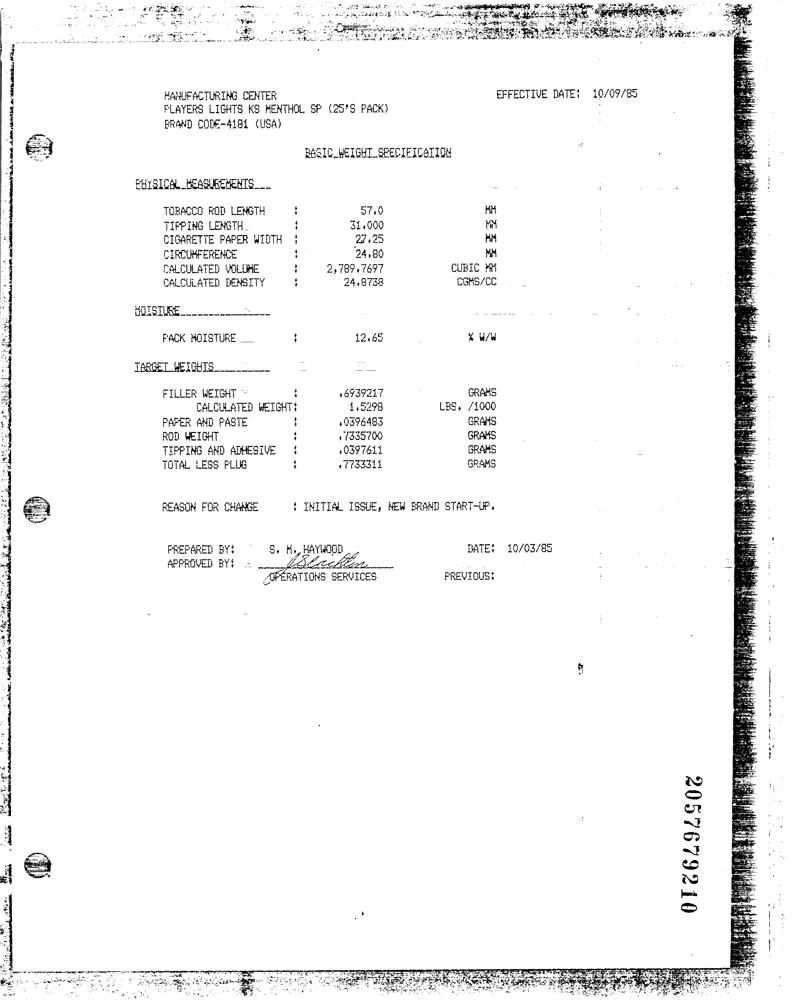 MANUFACTURING CENTER EFFECTIVE DATE: 10/09/85
PLAYERS LIGHTS KS MENTHOL SP (25'S PACK)
BRAND CODE-4181 (USA)
BASIC WEIGHT SPECIFICATION
PHYSICAL MEASUREMENTS
TOBACCO ROD LENGTH : 57.0 MM
TIPPING LENGTH : 31.000 MM
CIGARETTE PAPER WIDTH : 27.25 MM
CIRCUMFERENCE : 24.80 MM
CALCULATED VOLUME : 2,789.7697 CUBIC MM
CALCULATED DENSITY : 24.8738 CGMS/CC
MOISTURE
PACK MOISTURE : 12.65 % W/W
TARGET WEIGHTS
FILLER WEIGHT : .6939217 GRAMS
CALCULATED WEIGHT: 1.5298 LBS. /1000
PAPER AND PASTE : .0396483 GRAMS
ROD WEIGHT : .7335700 GRAMS
TIPPING AND ADHESIVE : .0397611 GRAMS
TOTAL LESS PLUG : .7733311 GRAMS
REASON FOR CHANGE : INITIAL ISSUE, NEW BRAND START-UP.
PREPARED BY: S. M. HAYWOOD DATE: 10/03/85
APPROVED BY:
OPERATIONS SERVICES PREVIOUS:
2057679210